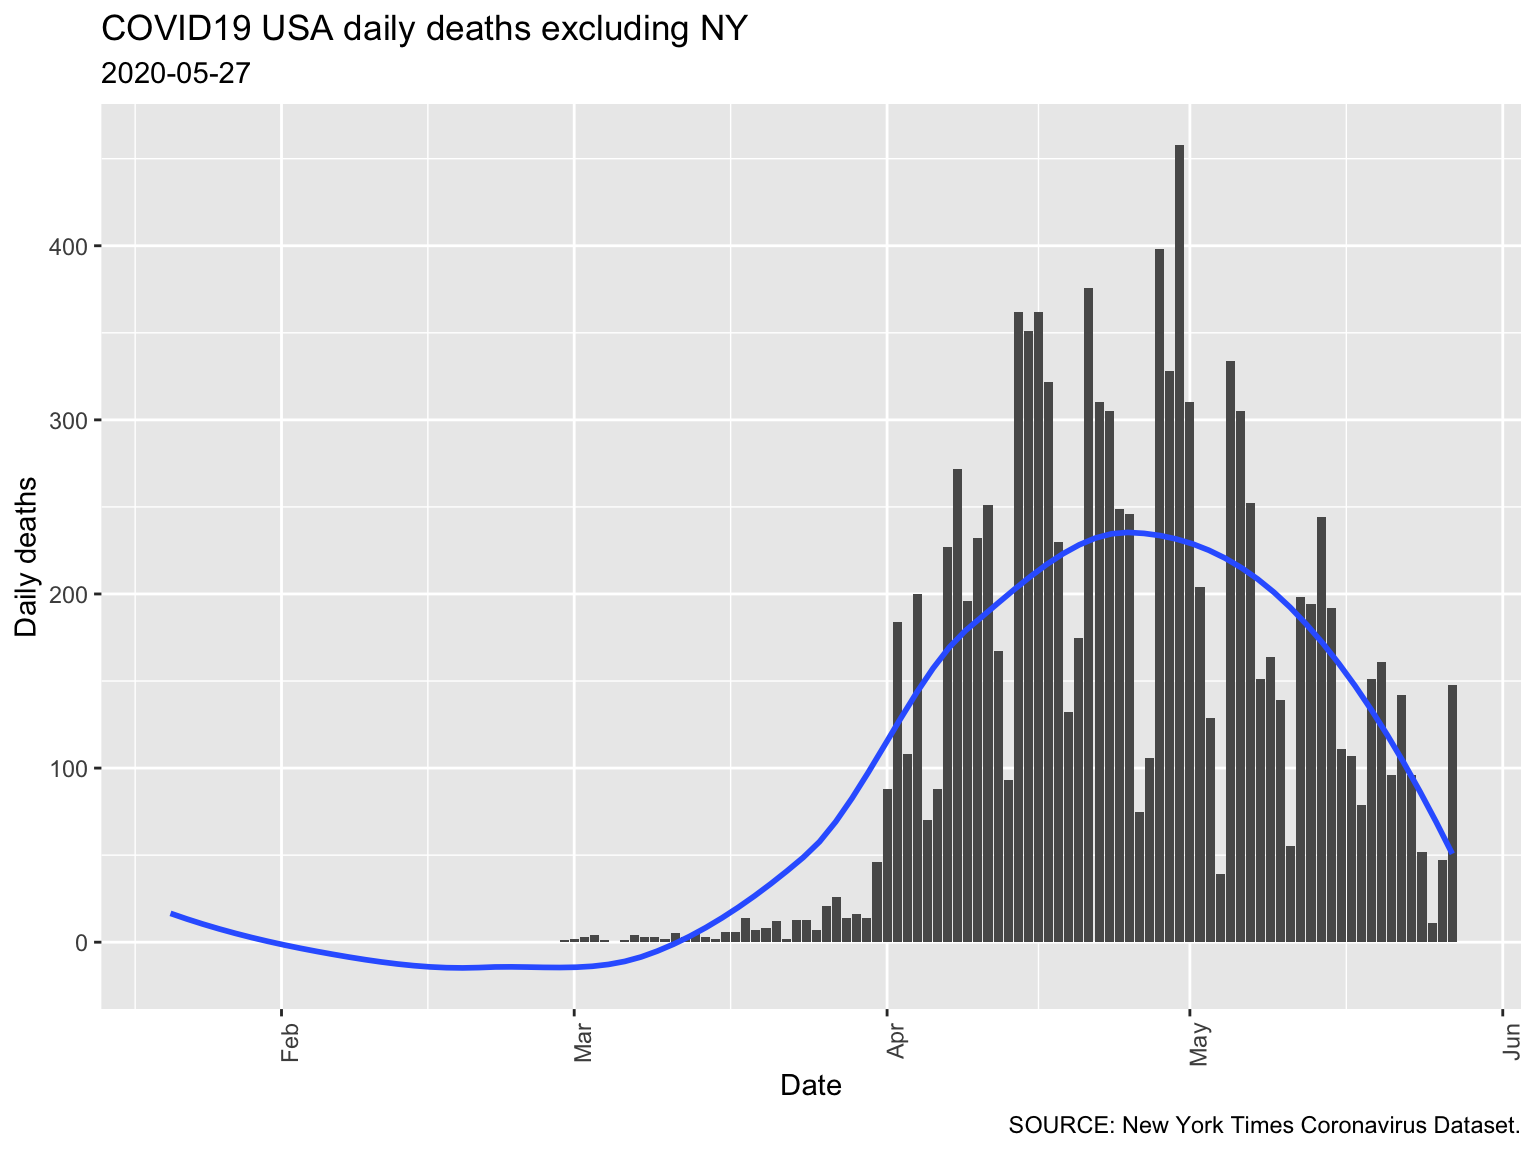 COVID19 USA daily deaths excluding NY
2020-05-27
Daily deaths
400
300
200
100
0
Feb
Mar
Apr
May
Jun
Date
SOURCE: New York Times Coronavirus Dataset.